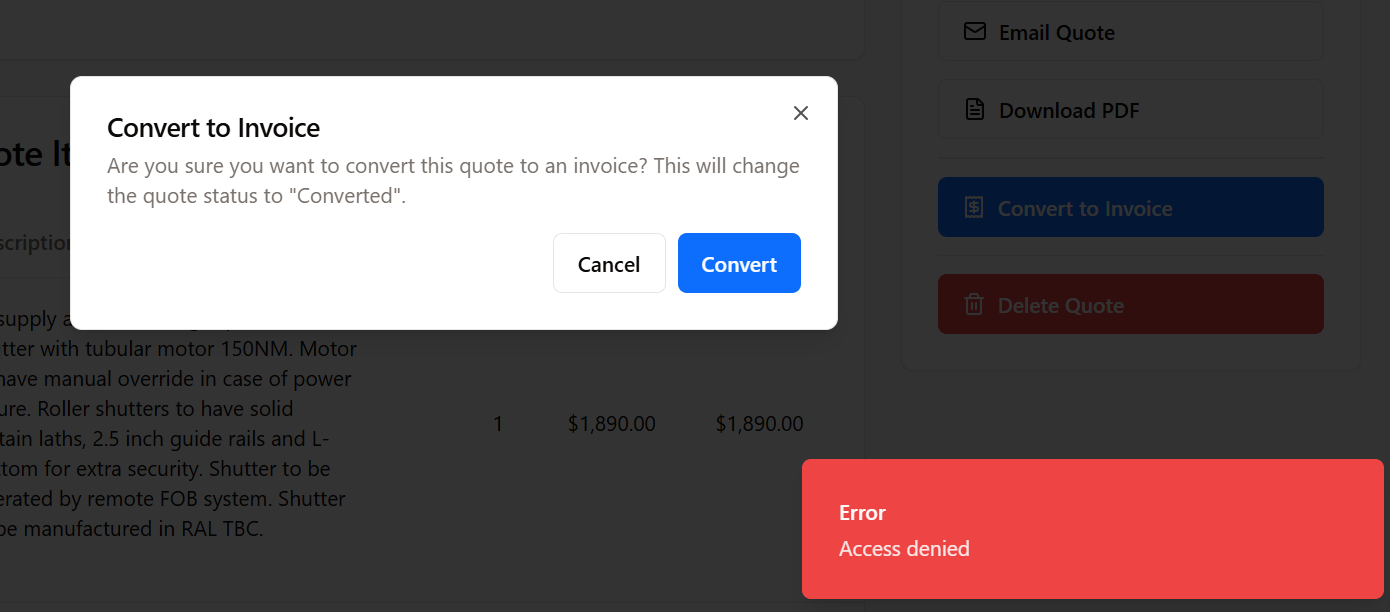 Email Quote
Download PDF
Convert to Invoice
Are you sure you want to convert this quote to an invoice? This will change
the quote status to "Converted".
Cancel
Convert
Convert to Invoice
Delete Quote
supply
tter with tubular motor 150NM. Motor
have manual override in case of power
ure. Roller shutters to have solid
tain laths, 2.5 inch guide rails and L-
ttom for extra security. Shutter to be
erated by remote FOB system. Shutter
be manufactured in RAL TBC.
1
$1,890.00
$1,890.00
Error
Access denied